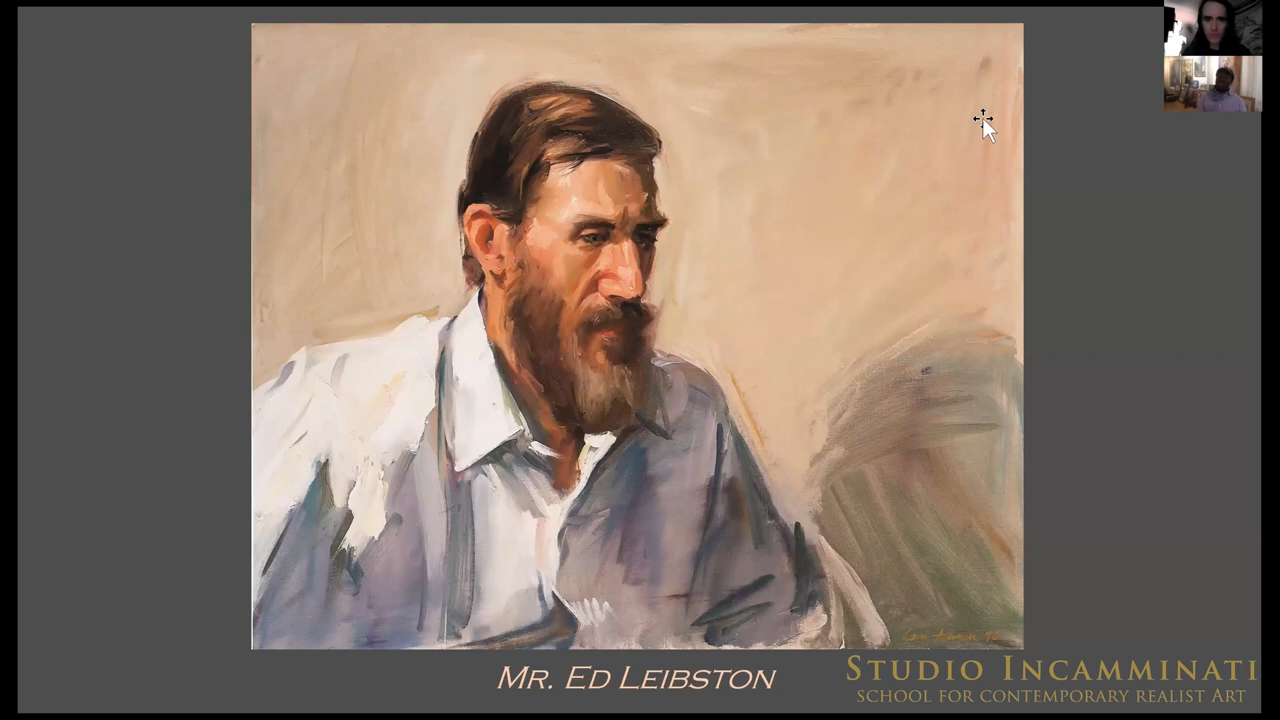 Mr. Ed Leibston
Studio Incamminati
School for Contemporary Realist Art